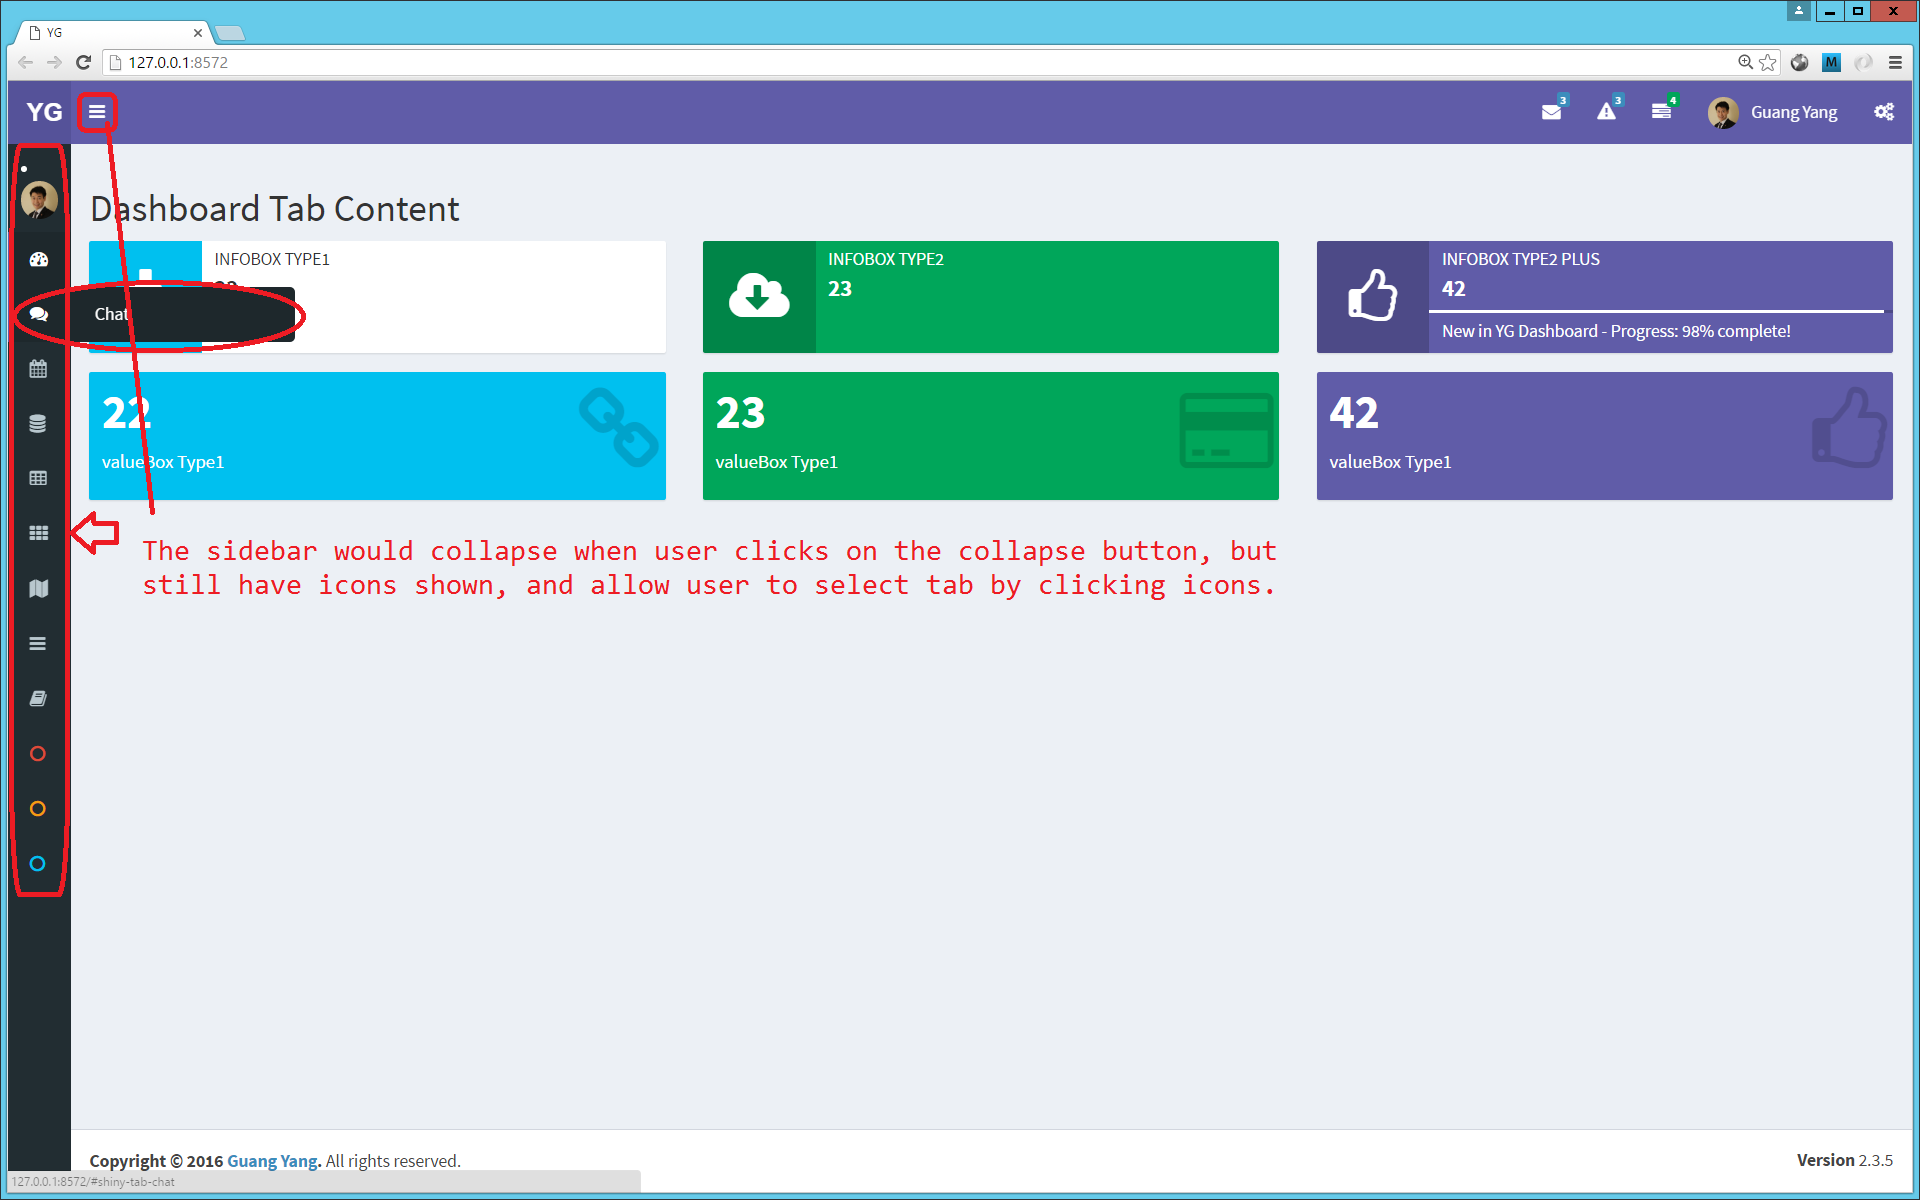 YG
127.0.0.1:8572
M
YG
3
3
4
Guang Yang
Dashboard Tab Content
INFOBOX TYPE1
INFOBOX TYPE2
23
INFOBOX TYPE2 PLUS
42
New in YG Dashboard - Progress: 98% complete!
Chat
22
valueBox Type1
23
valueBox Type1
42
valueBox Type1
The sidebar would collapse when user clicks on the collapse button, but
still have icons shown, and allow user to select tab by clicking icons.
Copyright © 2016 Guang Yang. All rights reserved.
Version 2.3.5
127.0.0.1:8572/#shiny-tab-chat